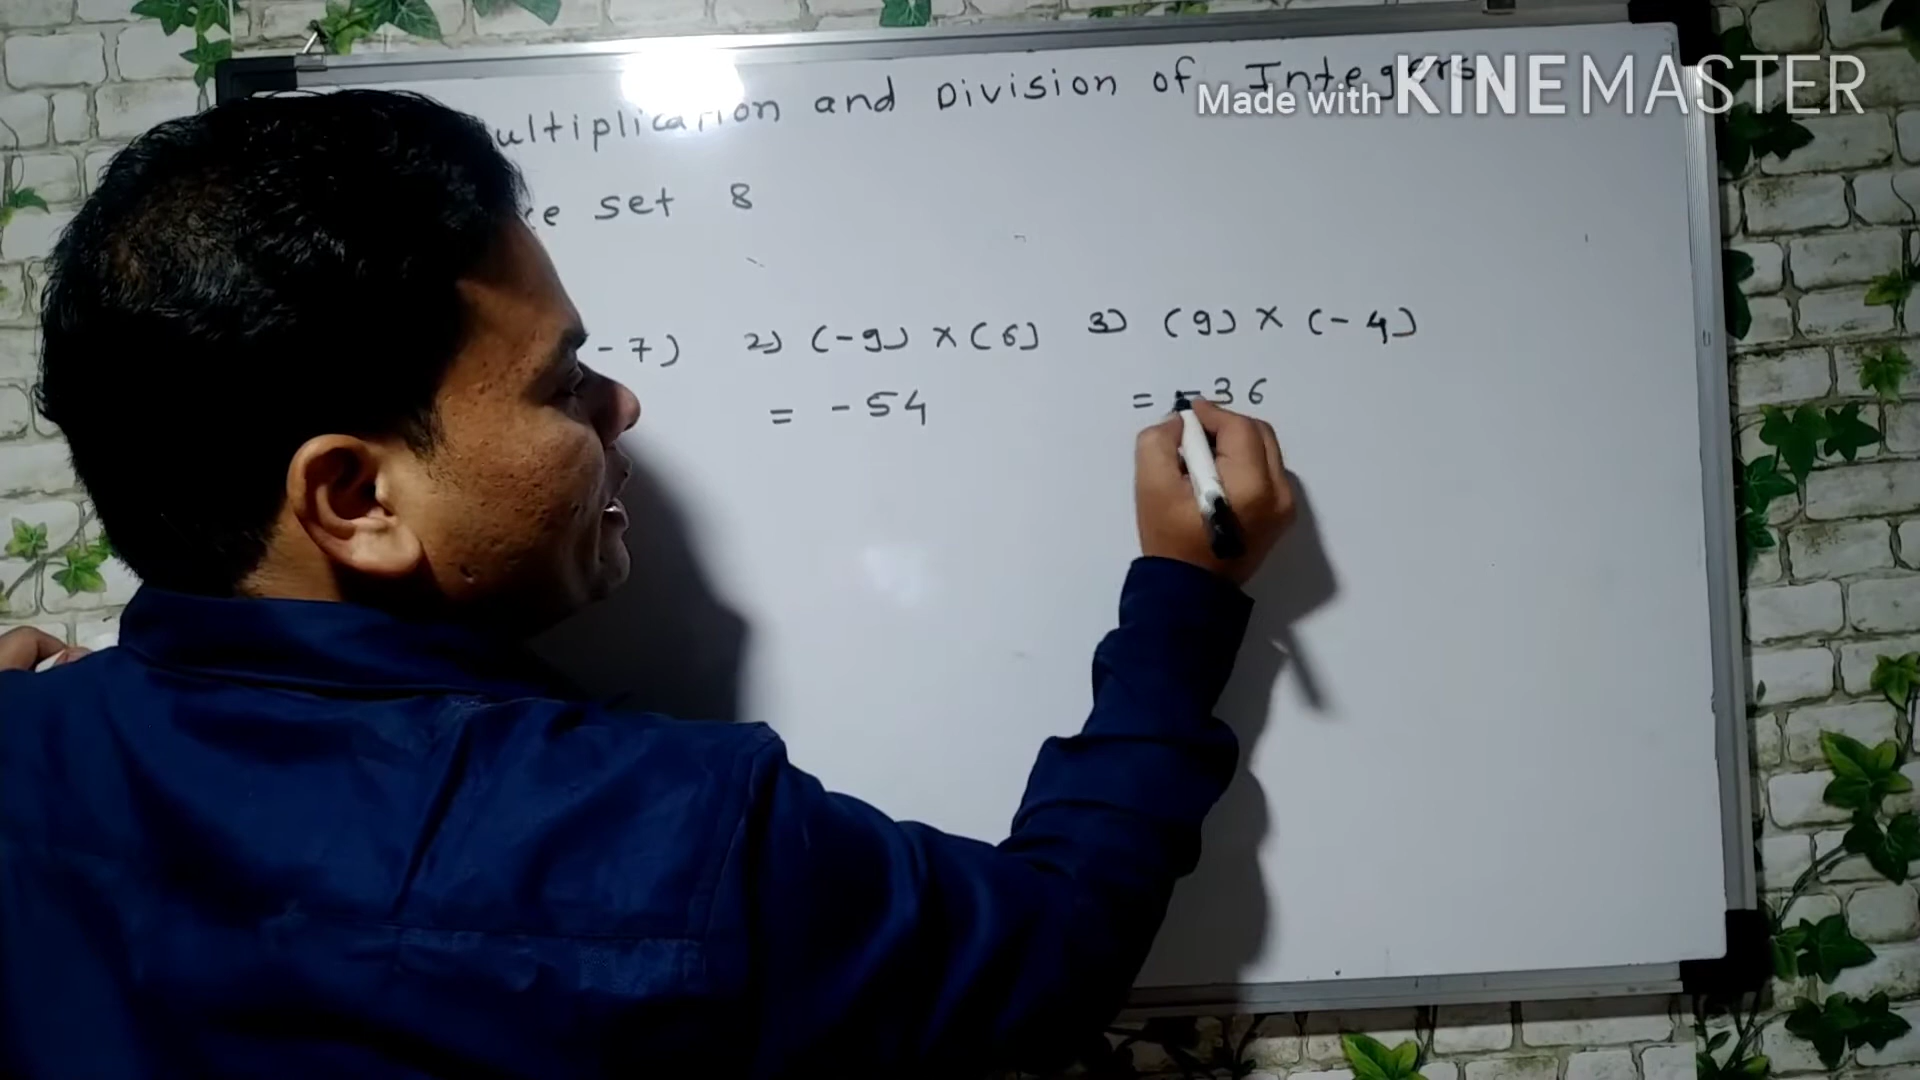 ultiplication and Division of Integers
Made with KINEMASTER
set 8
-7) 2) (-9) × (6) 3) (9) × (-4)
= -54 = -36